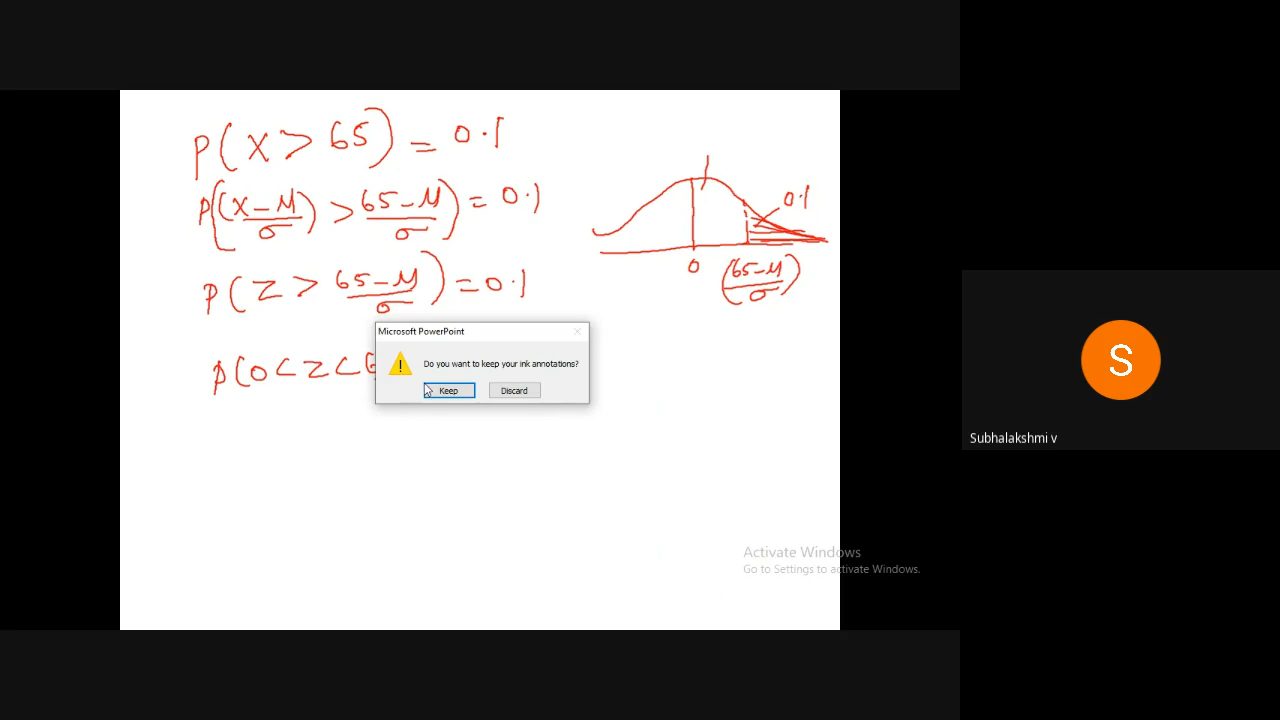 P(X > 65) = 0.1
P((X-M)/σ > (65-M)/σ) = 0.1
P(Z > (65-M)/σ) = 0.1
P(0 < Z < 6
0.1
0
((65-M)/σ)
Microsoft PowerPoint
Do you want to keep your ink annotations?
Keep Discard
Activate Windows
Go to Settings to activate Windows.
S
Subhalakshmi v